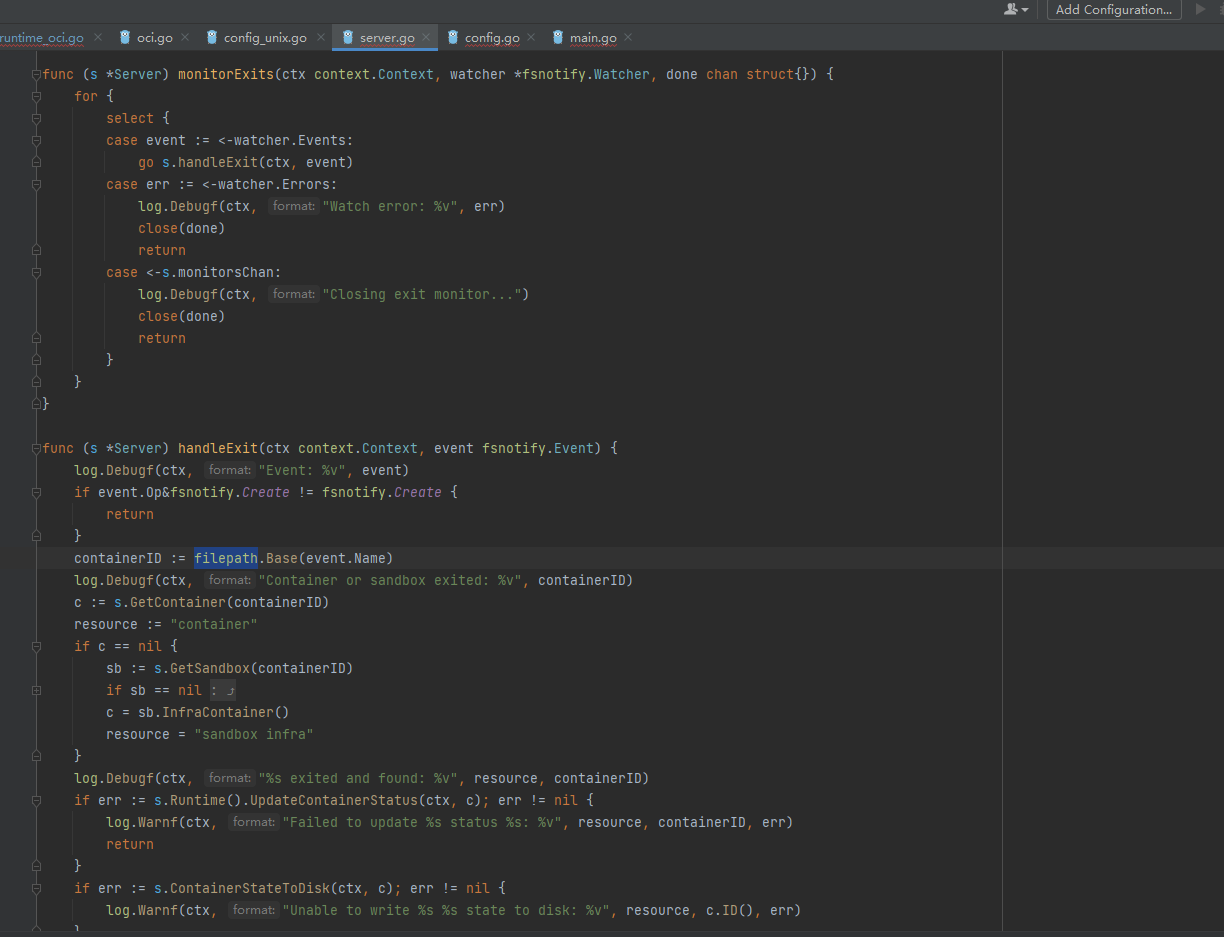 Add Configuration...
runtime_oci.go oci.go config_unix.go server.go config.go main.go
func (s *Server) monitorExits(ctx context.Context, watcher *fsnotify.Watcher, done chan struct{}) {
for {
select {
case event := <-watcher.Events:
go s.handleExit(ctx, event)
case err := <-watcher.Errors:
log.Debugf(ctx, format: "Watch error: %v", err)
close(done)
return
case <-s.monitorsChan:
log.Debugf(ctx, format: "Closing exit monitor...")
close(done)
return
}
}
}
func (s *Server) handleExit(ctx context.Context, event fsnotify.Event) {
log.Debugf(ctx, format: "Event: %v", event)
if event.Op&fsnotify.Create != fsnotify.Create {
return
}
containerID := filepath.Base(event.Name)
log.Debugf(ctx, format: "Container or sandbox exited: %v", containerID)
c := s.GetContainer(containerID)
resource := "container"
if c == nil {
sb := s.GetSandbox(containerID)
if sb == nil :
c = sb.InfraContainer()
resource = "sandbox infra"
}
log.Debugf(ctx, format: "%s exited and found: %v", resource, containerID)
if err := s.Runtime().UpdateContainerStatus(ctx, c); err != nil {
log.Warnf(ctx, format: "Failed to update %s status %s: %v", resource, containerID, err)
return
}
if err := s.ContainerStateToDisk(ctx, c); err != nil {
log.Warnf(ctx, format: "Unable to write %s %s state to disk: %v", resource, c.ID(), err)
}